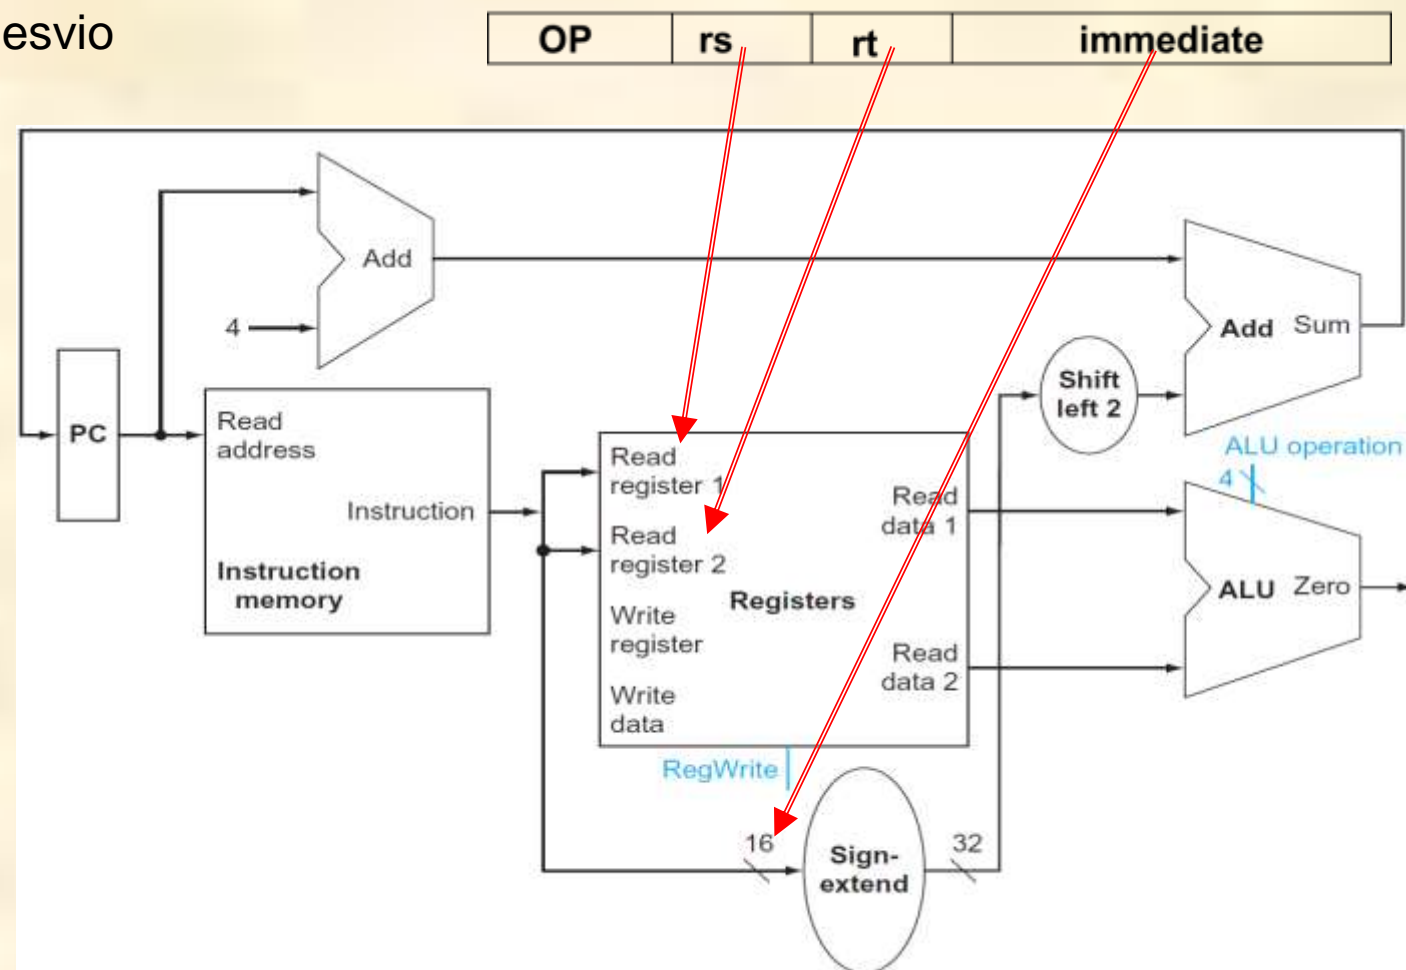 esvio
OP rs rt immediate
Add
4
Add Sum
Shift
left 2
PC
Read
address
Instruction
Instruction
memory
Read
register 1
Read
register 2
Write
register
Write
data
Registers
Read
data 1
Read
data 2
RegWrite
ALU operation
4
ALU Zero
16
Sign-
extend
32